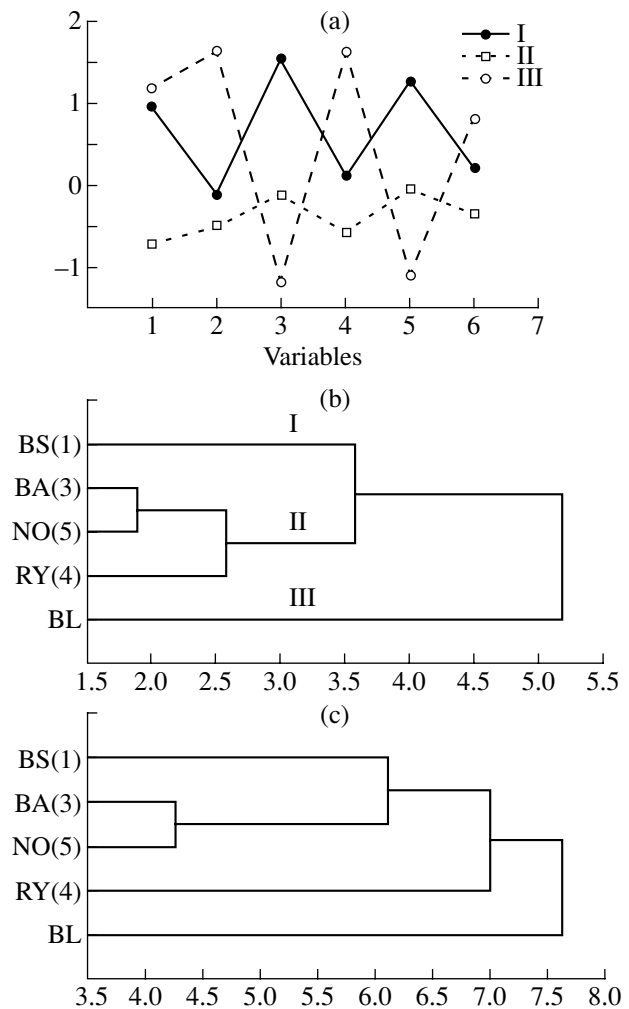 (a)
2
1
0
–1
I
II
III
1 2 3 4 5 6 7
Variables
(b)
BS(1)
BA(3)
NO(5)
RY(4)
BL
I
II
III
1.5 2.0 2.5 3.0 3.5 4.0 4.5 5.0 5.5
(c)
BS(1)
BA(3)
NO(5)
RY(4)
BL
3.5 4.0 4.5 5.0 5.5 6.0 6.5 7.0 7.5 8.0